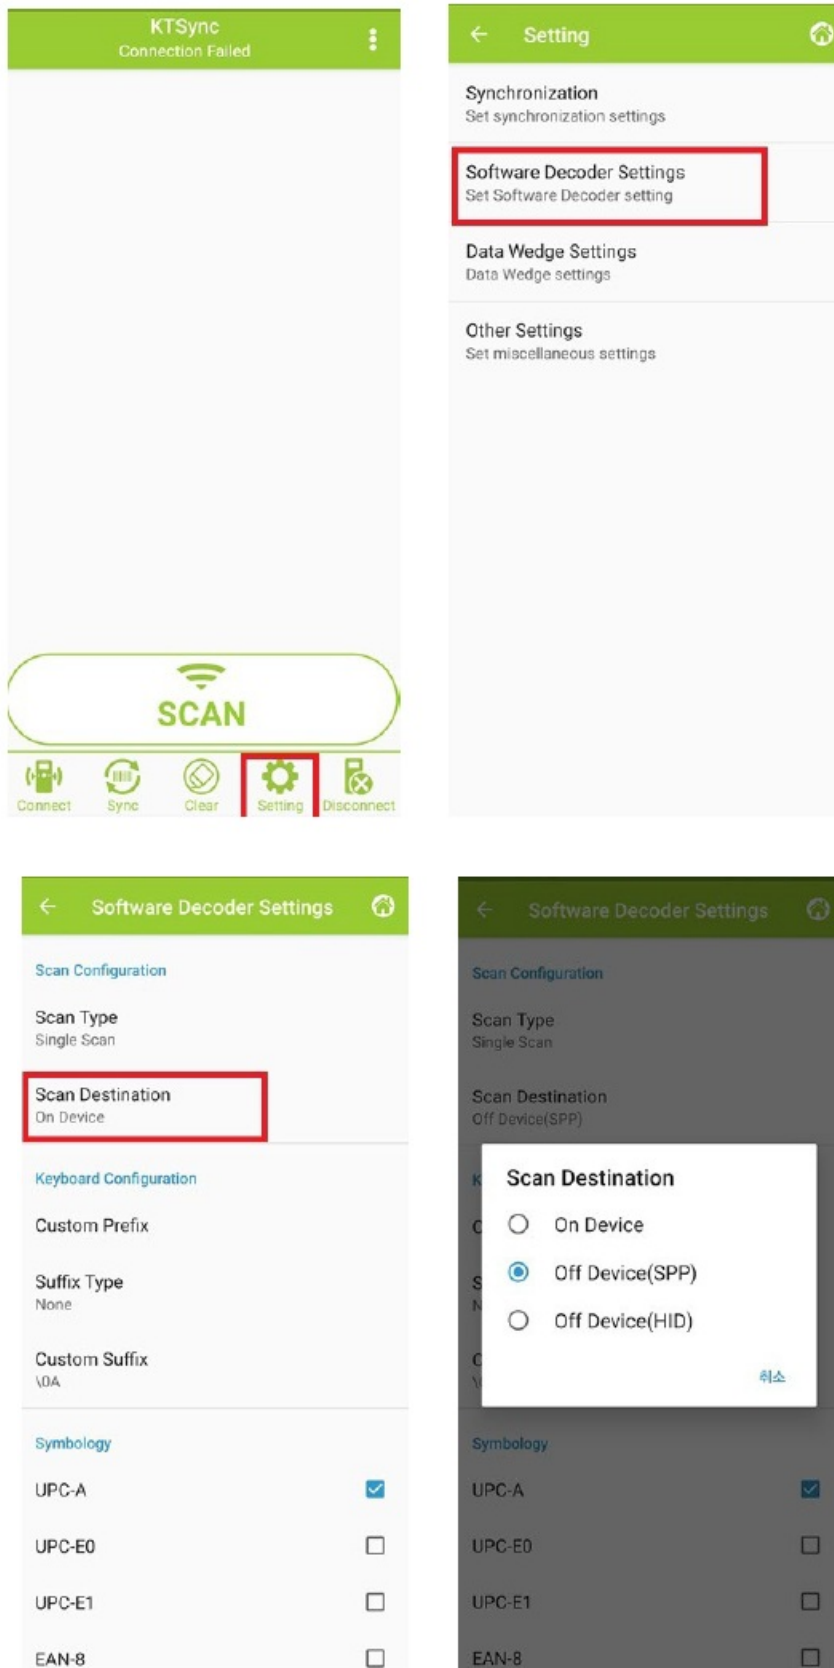 KTSync
Connection Failed
SCAN
Connect
Sync
Clear
Setting
Disconnect
Setting
Synchronization
Set synchronization settings
Software Decoder Settings
Set Software Decoder setting
Data Wedge Settings
Data Wedge settings
Other Settings
Set miscellaneous settings
Software Decoder Settings
Scan Configuration
Scan Type
Single Scan
Scan Destination
On Device
Keyboard Configuration
Custom Prefix
Suffix Type
None
Custom Suffix
\0A
Symbology
UPC-A
UPC-E0
UPC-E1
EAN-8
Software Decoder Settings
Scan Configuration
Scan Type
Single Scan
Scan Destination
Off Device(SPP)
Scan Destination
On Device
Off Device(SPP)
Off Device(HID)
취소
Symbology
UPC-A
UPC-E0
UPC-E1
EAN-8